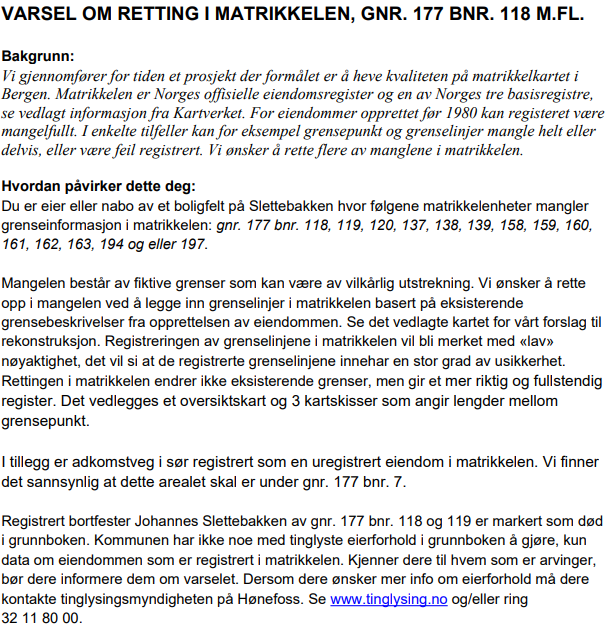 VARSEL OM RETTING I MATRIKKELEN, GNR. 177 BNR. 118 M.FL.
Bakgrunn:
Vi gjennomfører for tiden et prosjekt der formålet er å heve kvaliteten på matrikkelkartet i
Bergen. Matrikkelen er Norges offisielle eiendomsregister og en av Norges tre basisregistre,
se vedlagt informasjon fra Kartverket. For eiendommer opprettet før 1980 kan registeret være
mangelfullt. I enkelte tilfeller kan for eksempel grensepunkt og grenselinjer mangle helt eller
delvis, eller være feil registrert. Vi ønsker å rette flere av manglene i matrikkelen.
Hvordan påvirker dette deg:
Du er eier eller nabo av et boligfelt på Slettebakken hvor følgene matrikkelenheter mangler
grenseinformasjon i matrikkelen: gnr. 177 bnr. 118, 119, 120, 137, 138, 139, 158, 159, 160,
161, 162, 163, 194 og eller 197.
Mangelen består av fiktive grenser som kan være av vilkårlig utstrekning. Vi ønsker å rette
opp i mangelen ved å legge inn grenselinjer i matrikkelen basert på eksisterende
grensebeskrivelser fra opprettelsen av eiendommen. Se det vedlagte kartet for vårt forslag til
rekonstruksjon. Registreringen av grenselinjene i matrikkelen vil bli merket med «lav»
nøyaktighet, det vil si at de registrerte grenselinjene innehar en stor grad av usikkerhet.
Rettingen i matrikkelen endrer ikke eksisterende grenser, men gir et mer riktig og fullstendig
register. Det vedlegges et oversiktskart og 3 kartskisser som angir lengder mellom
grensepunkt.
I tillegg er adkomstveg i sør registrert som en uregistrert eiendom i matrikkelen. Vi finner
det sannsynlig at dette arealet skal er under gnr. 177 bnr. 7.
Registrert bortfester Johannes Slettebakken av gnr. 177 bnr. 118 og 119 er markert som død
i grunnboken. Kommunen har ikke noe med tinglyste eierforhold i grunnboken å gjøre, kun
data om eiendommen som er registrert i matrikkelen. Kjenner dere til hvem som er arvinger,
bør dere informere dem om varselet. Dersom dere ønsker mer info om eierforhold må dere
kontakte tinglysingsmyndigheten på Hønefoss. Se www.tinglysing.no og/eller ring
32 11 80 00.